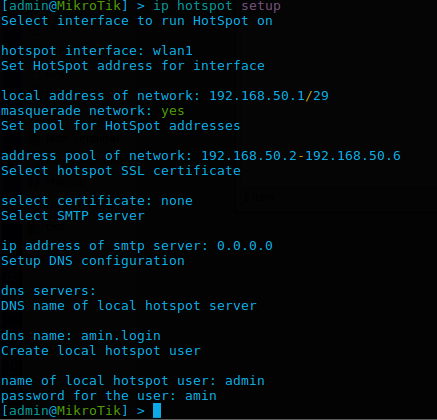 [admin@MikroTik] > ip hotspot setup
Select interface to run HotSpot on
hotspot interface: wlan1
Set HotSpot address for interface
local address of network: 192.168.50.1/29
masquerade network: yes
Set pool for HotSpot addresses
address pool of network: 192.168.50.2-192.168.50.6
Select hotspot SSL certificate
select certificate: none
Select SMTP server
ip address of smtp server: 0.0.0.0
Setup DNS configuration
dns servers:
DNS name of local hotspot server
dns name: amin.login
Create local hotspot user
name of local hotspot user: admin
password for the user: amin
[admin@MikroTik] >